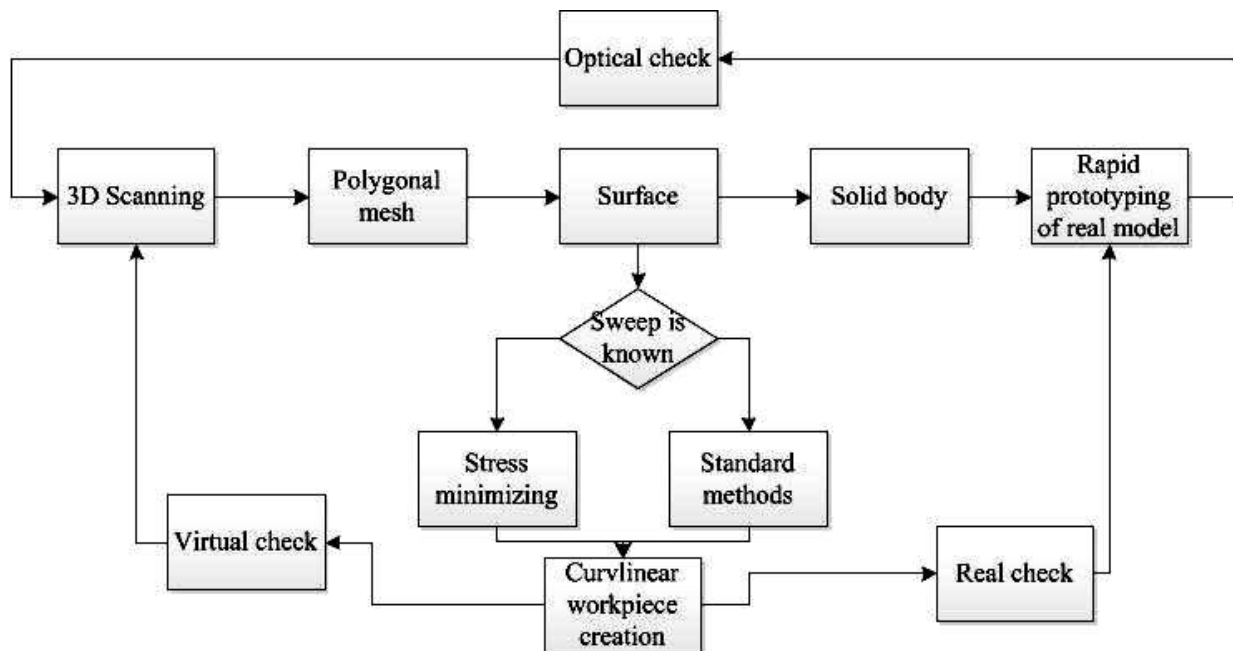 Optical check
3D Scanning
Polygonal
mesh
Surface
Solid body
Rapid
prototyping
of real model
Sweep is
known
Stress
minimizing
Standard
methods
Virtual check
Curvlinear
workpiece
creation
Real check